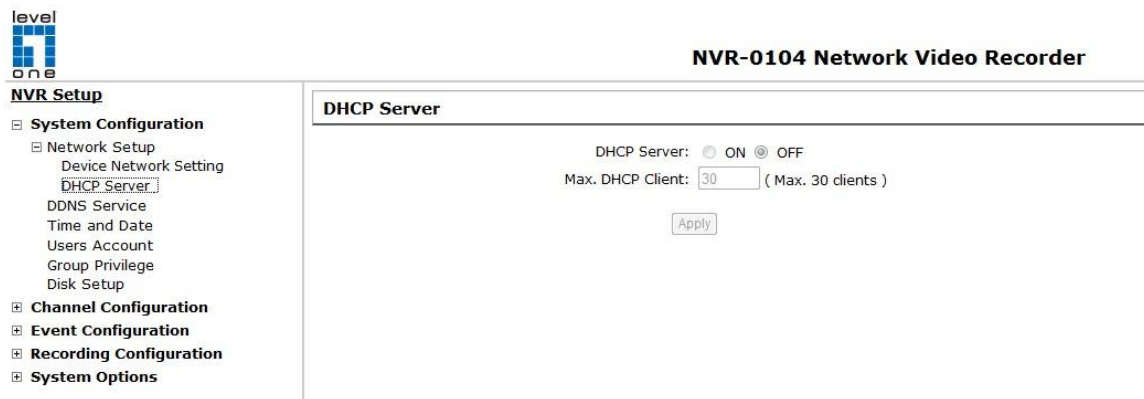 level
one
NVR-0104 Network Video Recorder
NVR Setup
System Configuration
Network Setup
Device Network Setting
DHCP Server
DDNS Service
Time and Date
Users Account
Group Privilege
Disk Setup
Channel Configuration
Event Configuration
Recording Configuration
System Options
DHCP Server
DHCP Server: ON OFF
Max. DHCP Client: 30 ( Max. 30 clients )
Apply